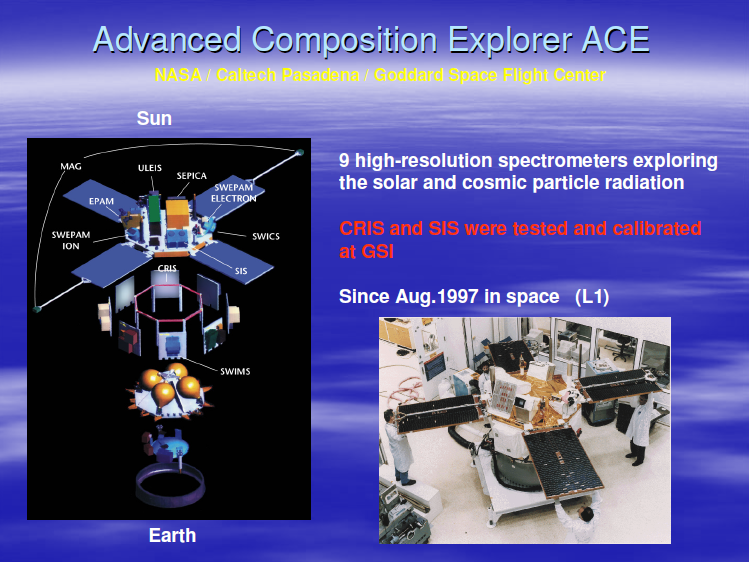 Advanced Composition Explorer ACE
NASA / Caltech Pasadena / Goddard Space Flight Center
Sun
MAG
ULEIS
SEPICA
SWEPAM
ELECTRON
EPAM
SWEPAM
ION
SWICS
CRIS
SIS
SWIMS
Earth
9 high-resolution spectrometers exploring
the solar and cosmic particle radiation
CRIS and SIS were tested and calibrated
at GSI
Since Aug.1997 in space (L1)